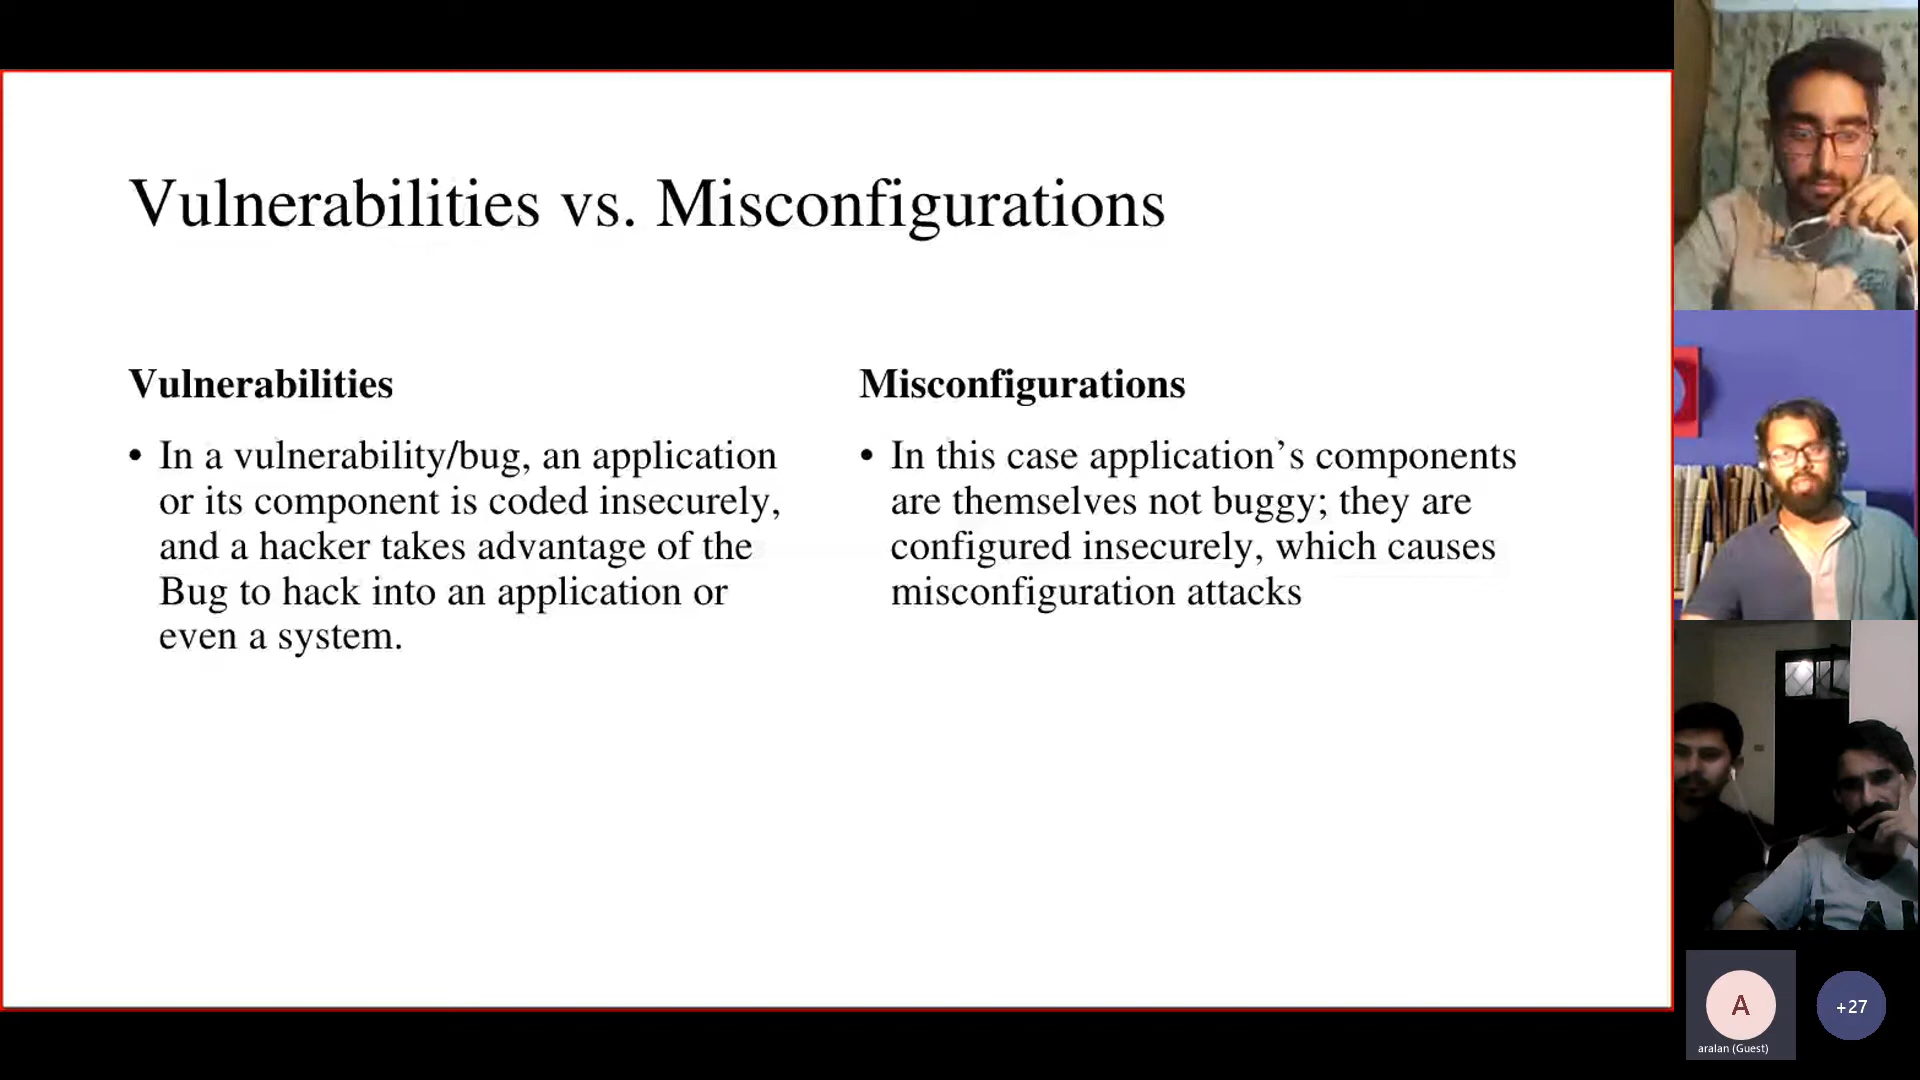 Vulnerabilities vs. Misconfigurations
Vulnerabilities
• In a vulnerability/bug, an application
or its component is coded insecurely,
and a hacker takes advantage of the
Bug to hack into an application or
even a system.
Misconfigurations
• In this case application’s components
are themselves not buggy; they are
configured insecurely, which causes
misconfiguration attacks
A
aralan (Guest)
+27